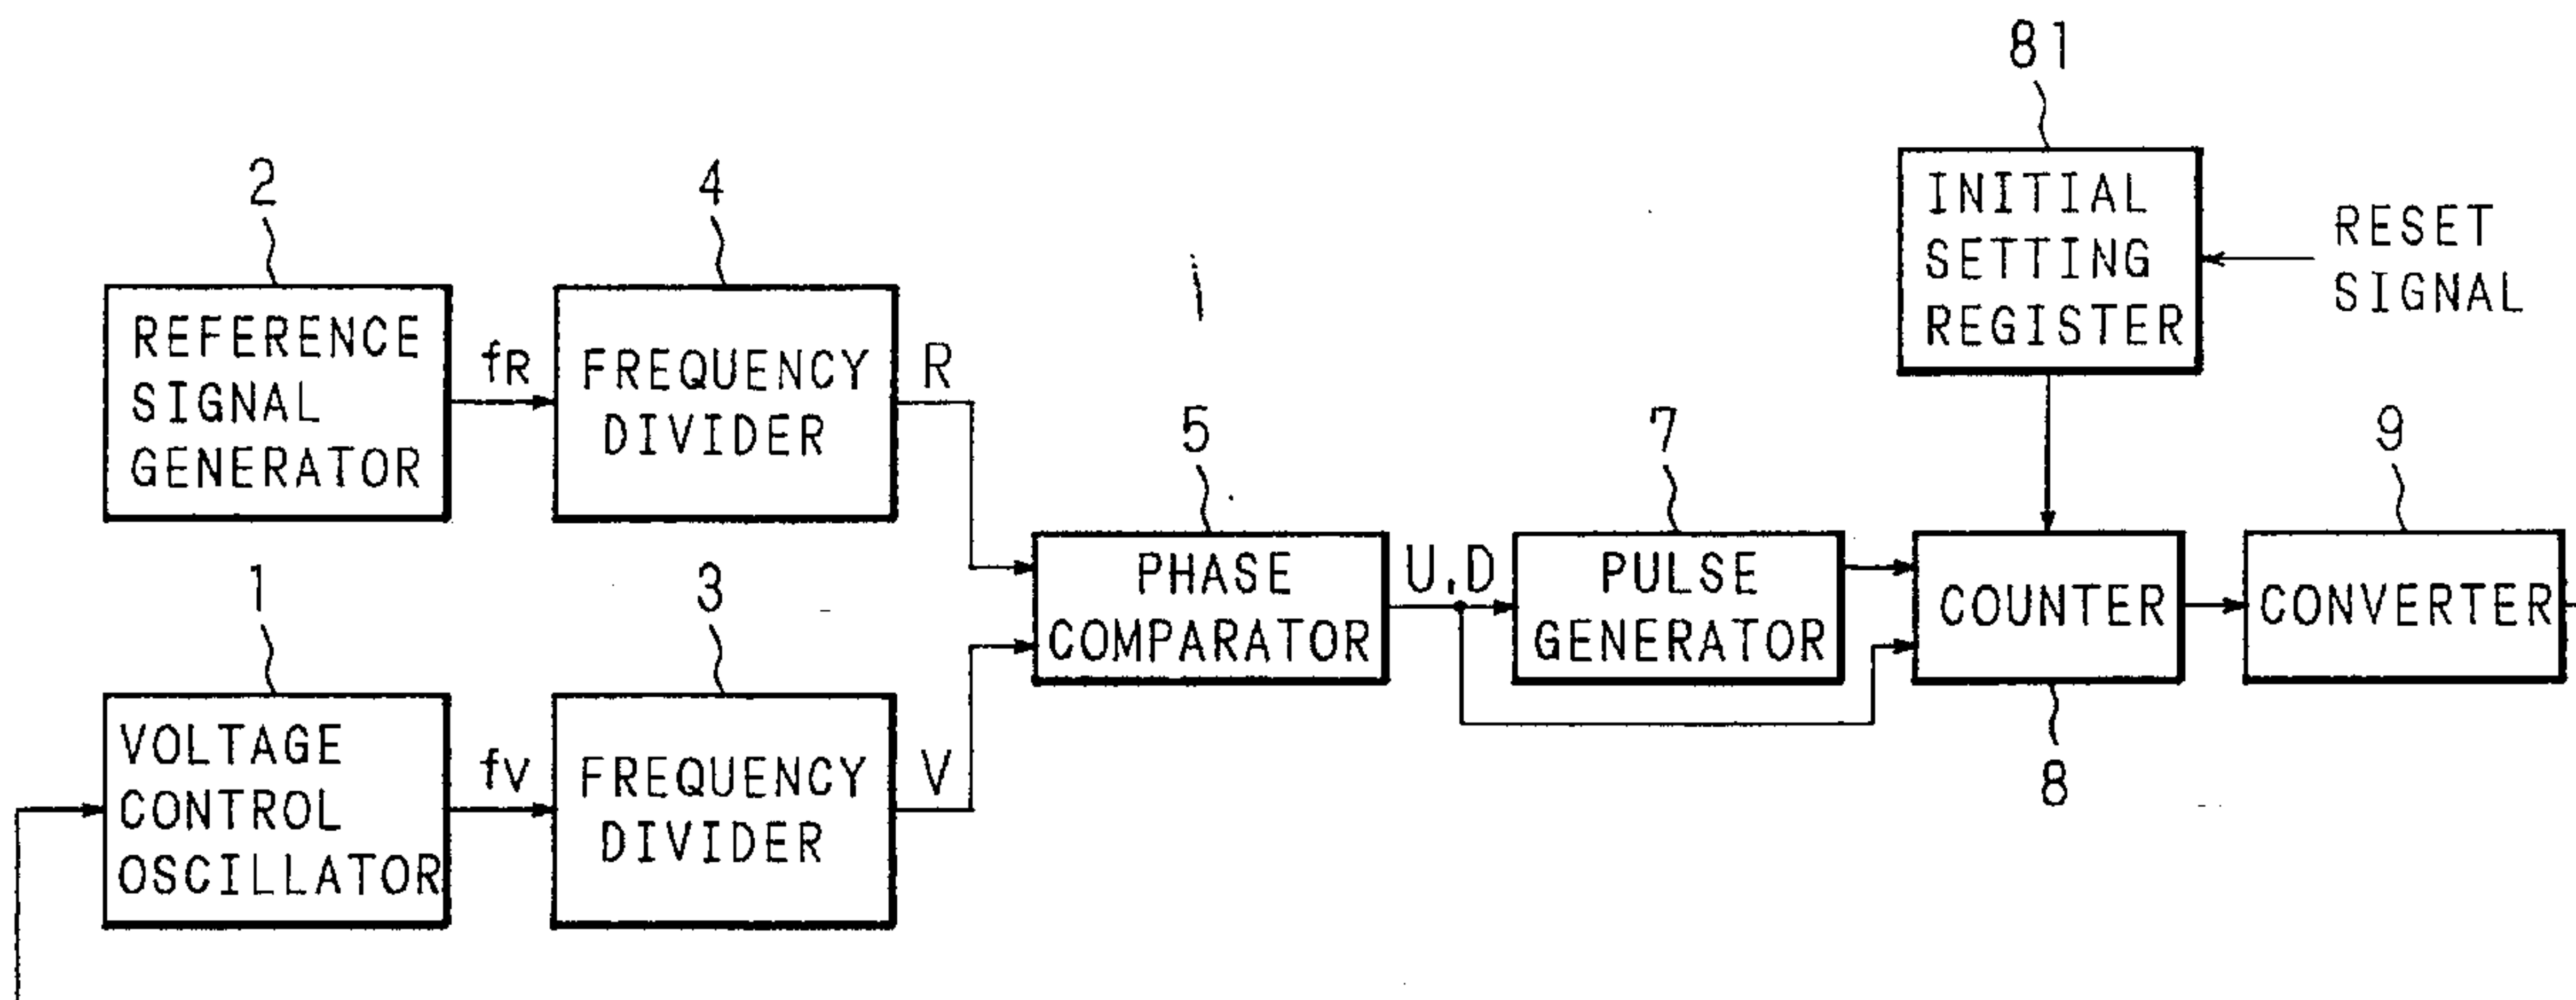 81
INITIAL
SETTING
REGISTER
RESET
SIGNAL
2
REFERENCE
SIGNAL
GENERATOR
fR
4
FREQUENCY
DIVIDER
R
1
VOLTAGE
CONTROL
OSCILLATOR
fV
3
FREQUENCY
DIVIDER
V
5
PHASE
COMPARATOR
U,D
7
PULSE
GENERATOR
COUNTER
8
9
CONVERTER